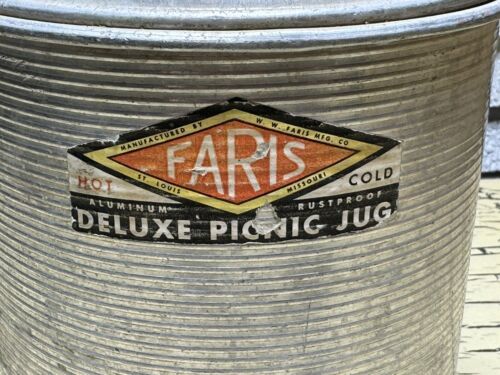 MANUFACTURED BY W. W. FARIS MFG. CO
FARIS
ST LOUIS MISSOURI
HOT COLD
ALUMINUM RUSTPROOF
DELUXE PICNIC JUG